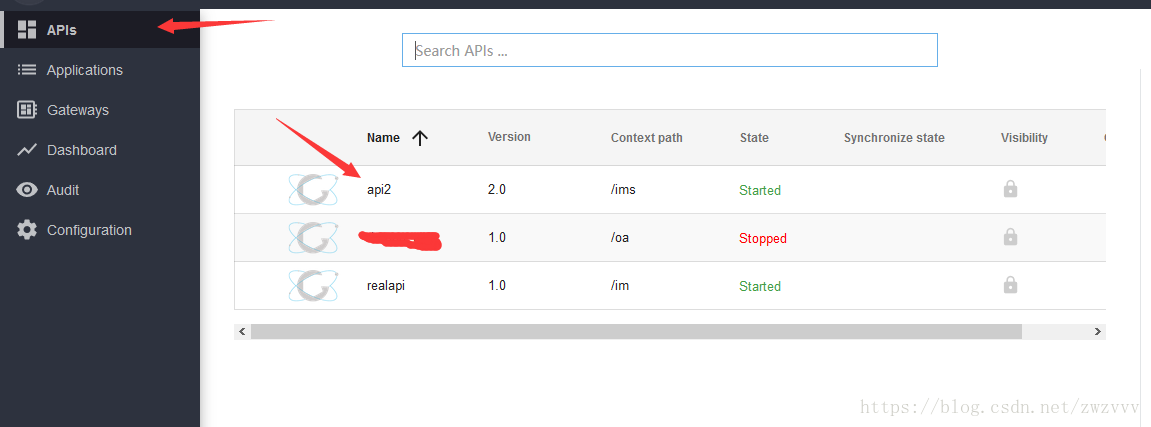 APIs
Applications
Gateways
Dashboard
Audit
Configuration
Search APIs ...
Name Version Context path State Synchronize state Visibility
api2 2.0 /ims Started
1.0 /oa Stopped
realapi 1.0 /im Started
https://blog.csdn.net/zwzvvv